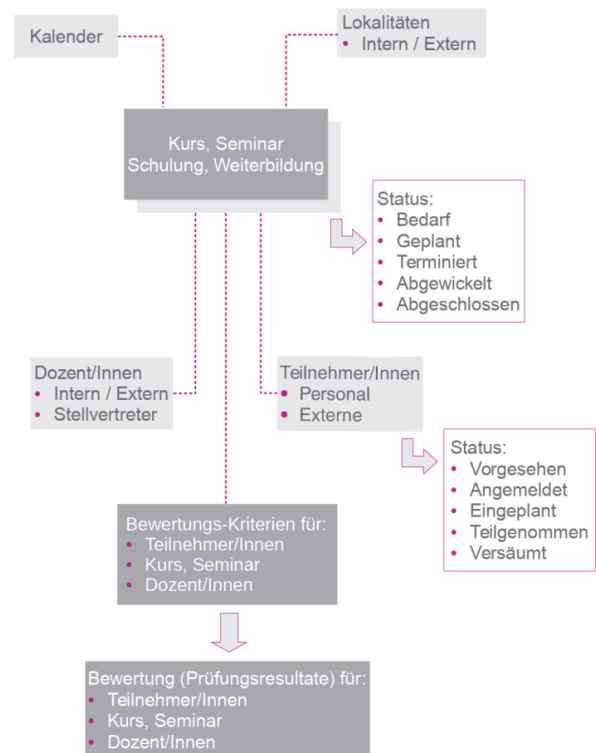 Kalender
Lokalitäten
• Intern / Extern
Kurs, Seminar
Schulung, Weiterbildung
Status:
• Bedarf
• Geplant
• Terminiert
• Abgewickelt
• Abgeschlossen
Dozent/Innen
• Intern / Extern
• Stellvertreter
Teilnehmer/Innen
• Personal
• Externe
Status:
• Vorgesehen
• Angemeldet
• Eingeplant
• Teilgenommen
• Versäumt
Bewertungs-Kriterien für:
• Teilnehmer/Innen
• Kurs, Seminar
• Dozent/Innen
Bewertung (Prüfungsresultate) für:
• Teilnehmer/Innen
• Kurs, Seminar
• Dozent/Innen